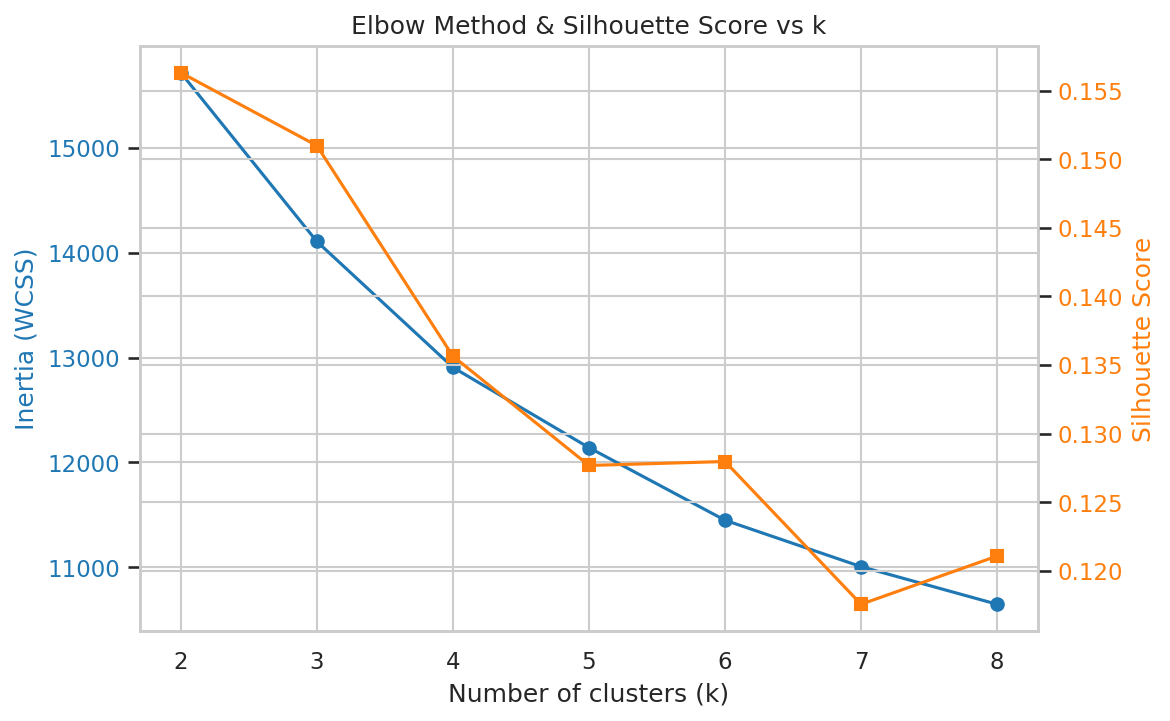 Elbow Method & Silhouette Score vs k
Inertia (WCSS)
15000
14000
13000
12000
11000
0.155
0.150
0.145
0.140
0.135
0.130
0.125
0.120
Silhouette Score
2 3 4 5 6 7 8
Number of clusters (k)